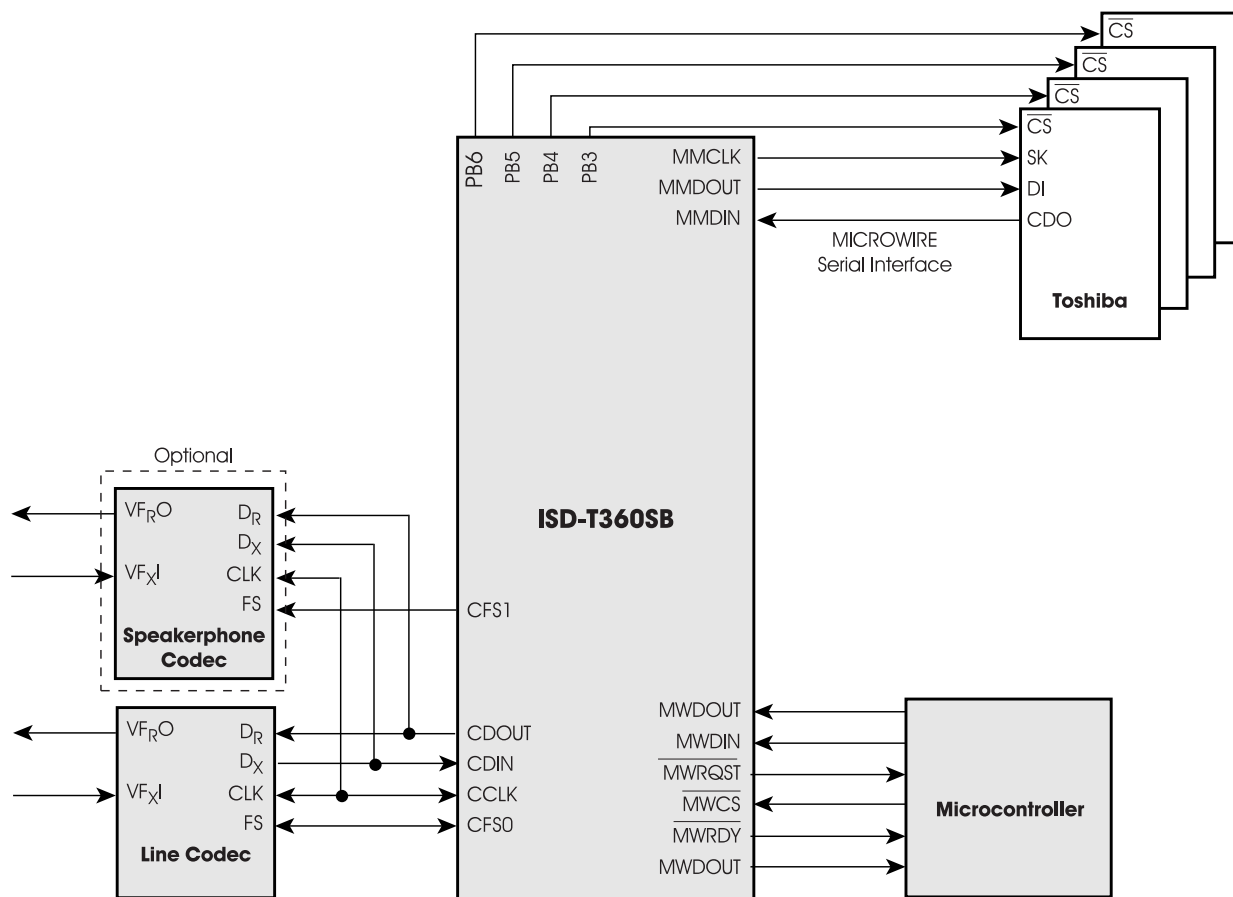 CS
CS
CS
CS
PB6
PB5
PB4
PB3
MMCLK
SK
MMDOUT
DI
MMDIN
CDO
MICROWIRE
Serial Interface
Toshiba
Optional
VFRO
DR
DX
VFXI
CLK
FS
Speakerphone
Codec
ISD-T360SB
CFS1
VFRO
DR
DX
VFXI
CLK
FS
Line Codec
CDOUT
CDIN
CCLK
CFS0
MWDOUT
MWDIN
MWRQST
MWCS
MWRDY
MWDOUT
Microcontroller